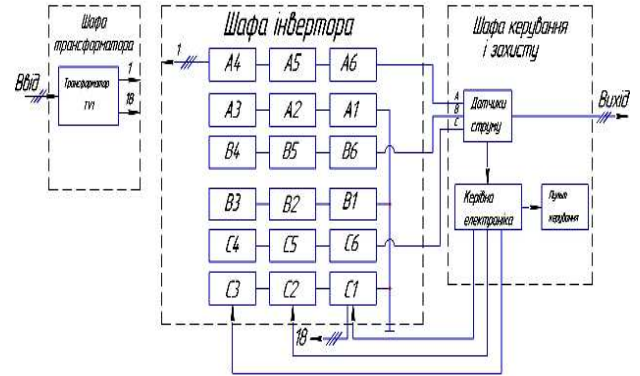 Шафа
трансформатора
Ввід
Трансформатор
TV1
1
18
Шафа інвертора
1
A4 A5 A6
A3 A2 A1
B4 B5 B6
B3 B2 B1
C4 C5 C6
C3 C2 C1
18
Шафа керування
і захисту
A
B
C
Датчики
струму
Вихід
Керівна
електроніка
Пульт
керування